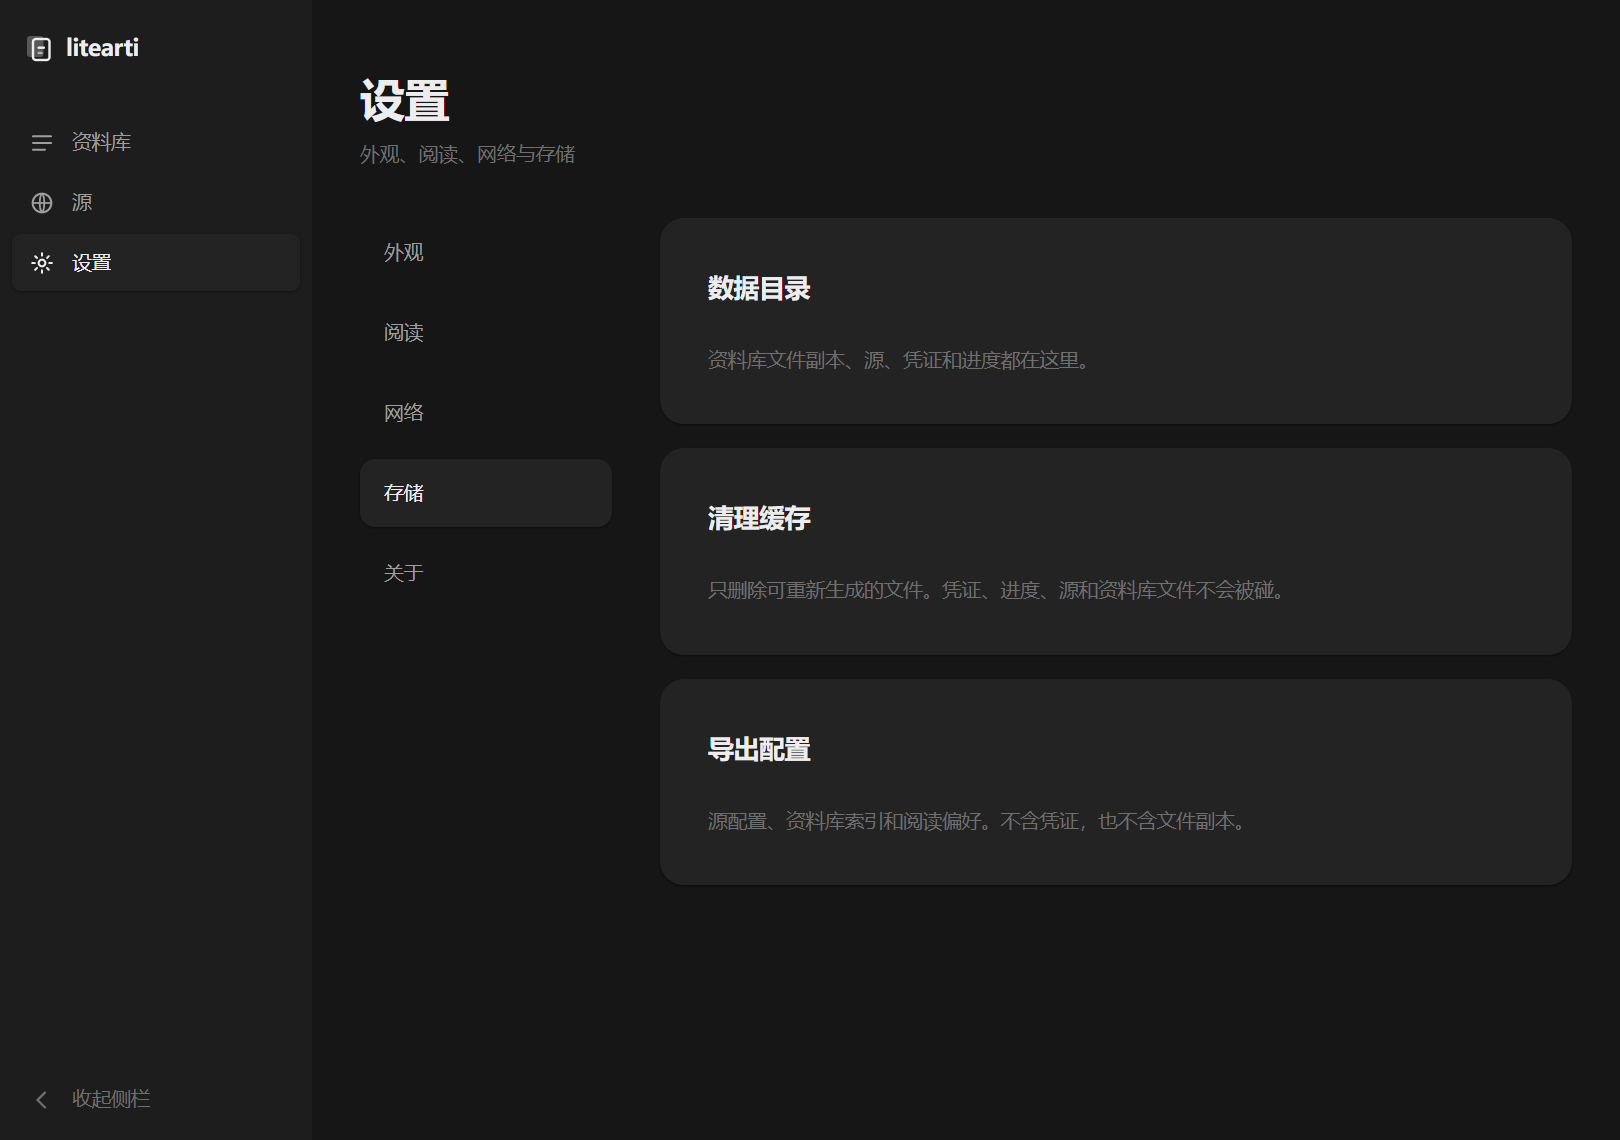 litearti
资料库
源
设置
收起侧栏
设置
外观、阅读、网络与存储
外观
阅读
网络
存储
关于
数据目录
资料库文件副本、源、凭证和进度都在这里。
清理缓存
只删除可重新生成的文件。凭证、进度、源和资料库文件不会被碰。
导出配置
源配置、资料库索引和阅读偏好。不含凭证，也不含文件副本。